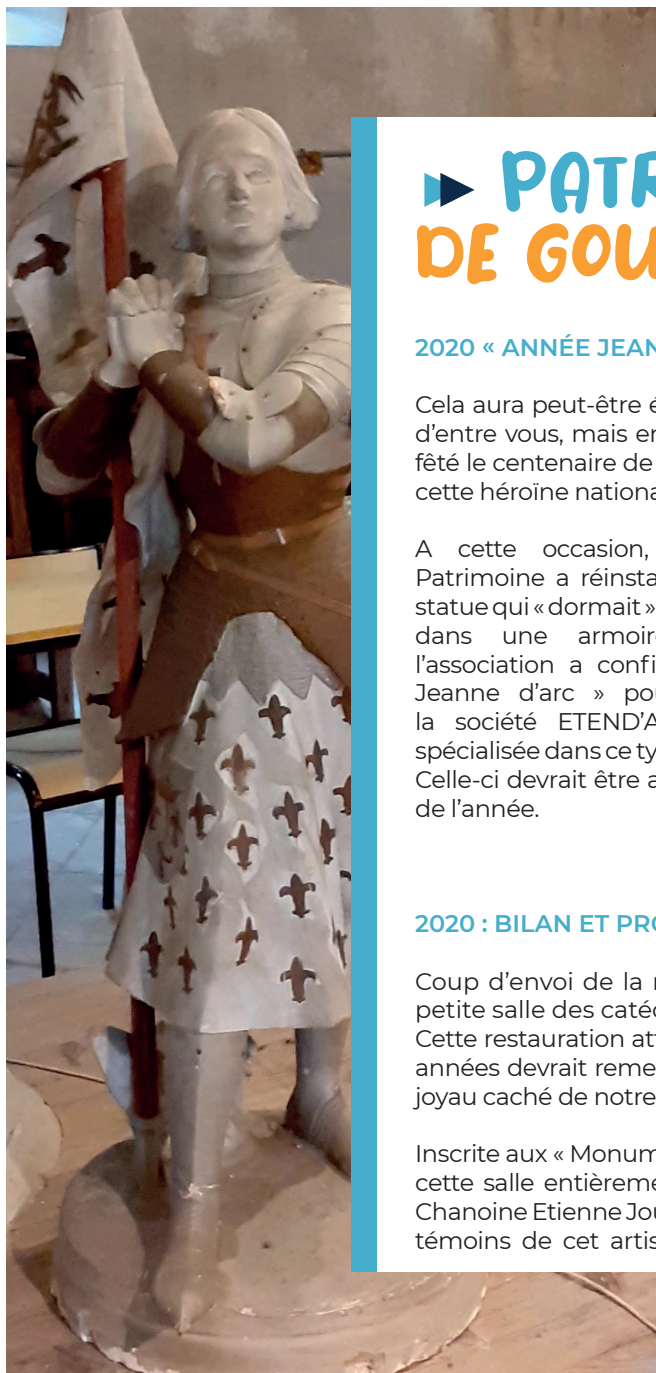 PATR
DE GOU
2020 « ANNÉE JEAN
Cela aura peut-être é
d'entre vous, mais en
fêté le centenaire de
cette héroïne nationa
A cette occasion,
Patrimoine a réinsta
statue qui « dormait »
dans une armoire
l'association a confi
Jeanne d'arc » pou
la société ETEND'A
spécialisée dans ce ty
Celle-ci devrait être a
de l'année.
2020 : BILAN ET PRO
Coup d'envoi de la r
petite salle des catéc
Cette restauration att
années devrait reme
joyau caché de notre
Inscrite aux « Monum
cette salle entièreme
Chanoine Etienne Jou
témoins de cet artis